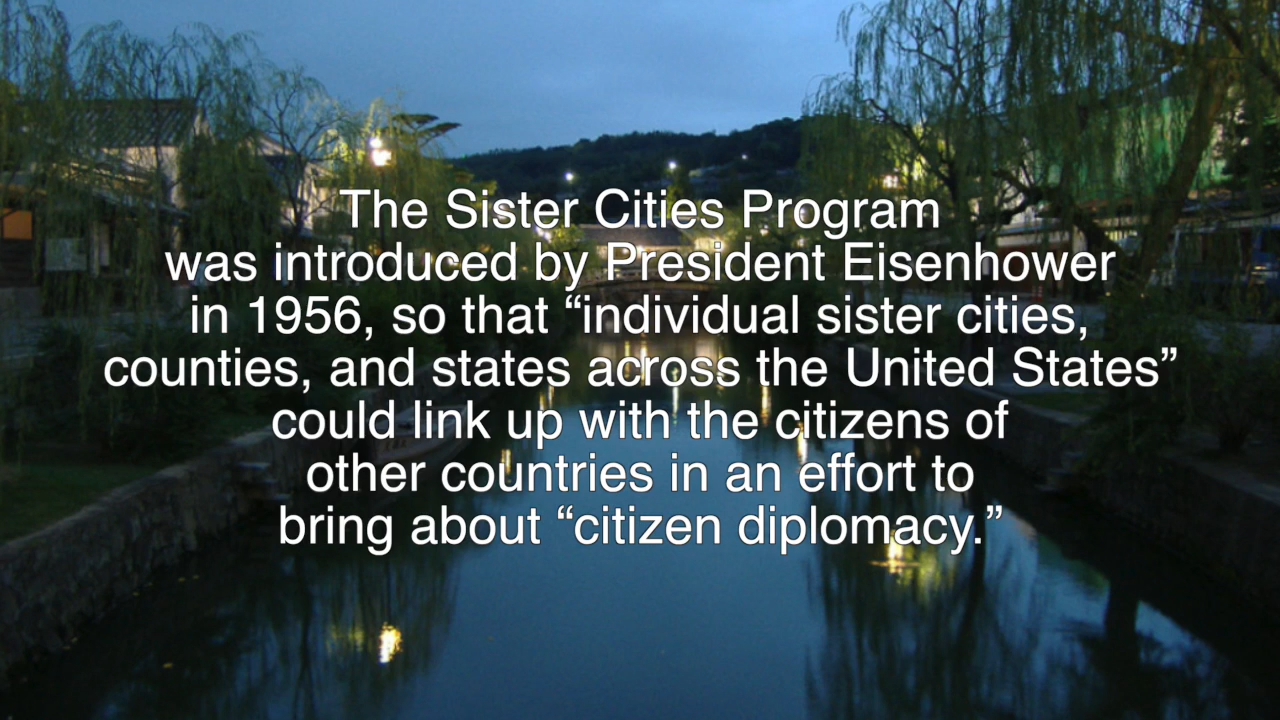 The Sister Cities Program
was introduced by President Eisenhower
in 1956, so that “individual sister cities,
counties, and states across the United States”
could link up with the citizens of
other countries in an effort to
bring about “citizen diplomacy.”